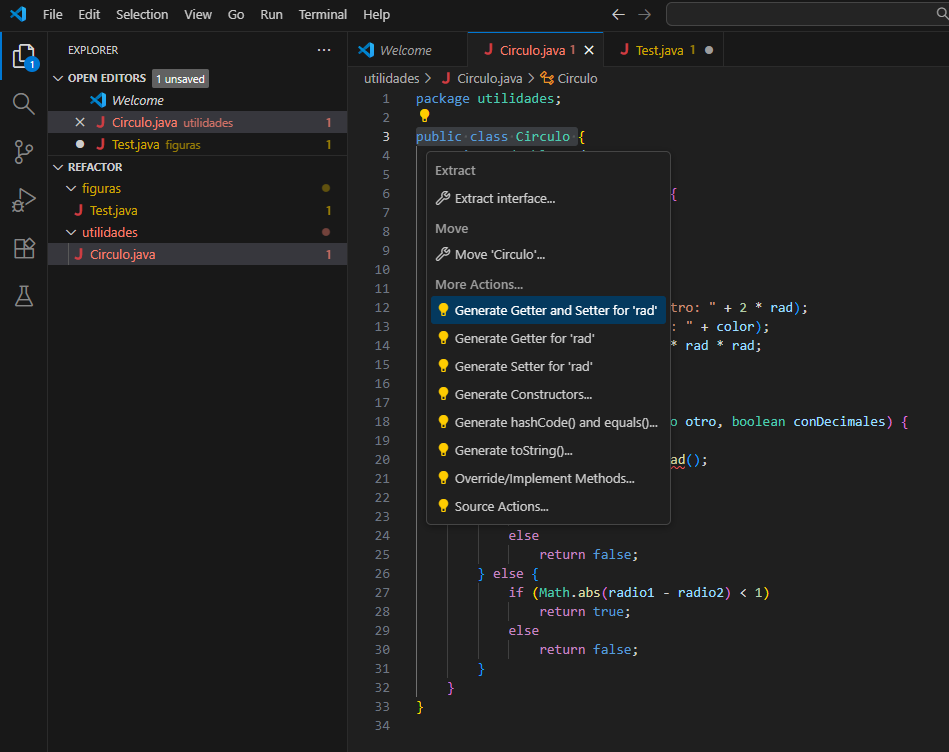 File Edit Selection View Go Run Terminal Help
EXPLORER ···
OPEN EDITORS 1 unsaved
Welcome
Circulo.java utilidades 1
Test.java figuras 1
REFACTOR
figuras
Test.java 1
utilidades
Circulo.java 1
1
Welcome Circulo.java 1 Test.java 1
utilidades > Circulo.java > Circulo
1 package utilidades;
2
3 public class Circulo {
4
5
6 {
7
8
9
10
11
12 tro: " + 2 * rad);
13 : " + color);
14 * rad * rad;
15
16
17
18 o otro, boolean conDecimales) {
19
20 ad();
21
22
23
24 else
25 return false;
26 } else {
27 if (Math.abs(radio1 - radio2) < 1)
28 return true;
29 else
30 return false;
31 }
32 }
33 }
34
Extract
Extract interface...
Move
Move 'Circulo'...
More Actions...
Generate Getter and Setter for 'rad'
Generate Getter for 'rad'
Generate Setter for 'rad'
Generate Constructors...
Generate hashCode() and equals()...
Generate toString()...
Override/Implement Methods...
Source Actions...